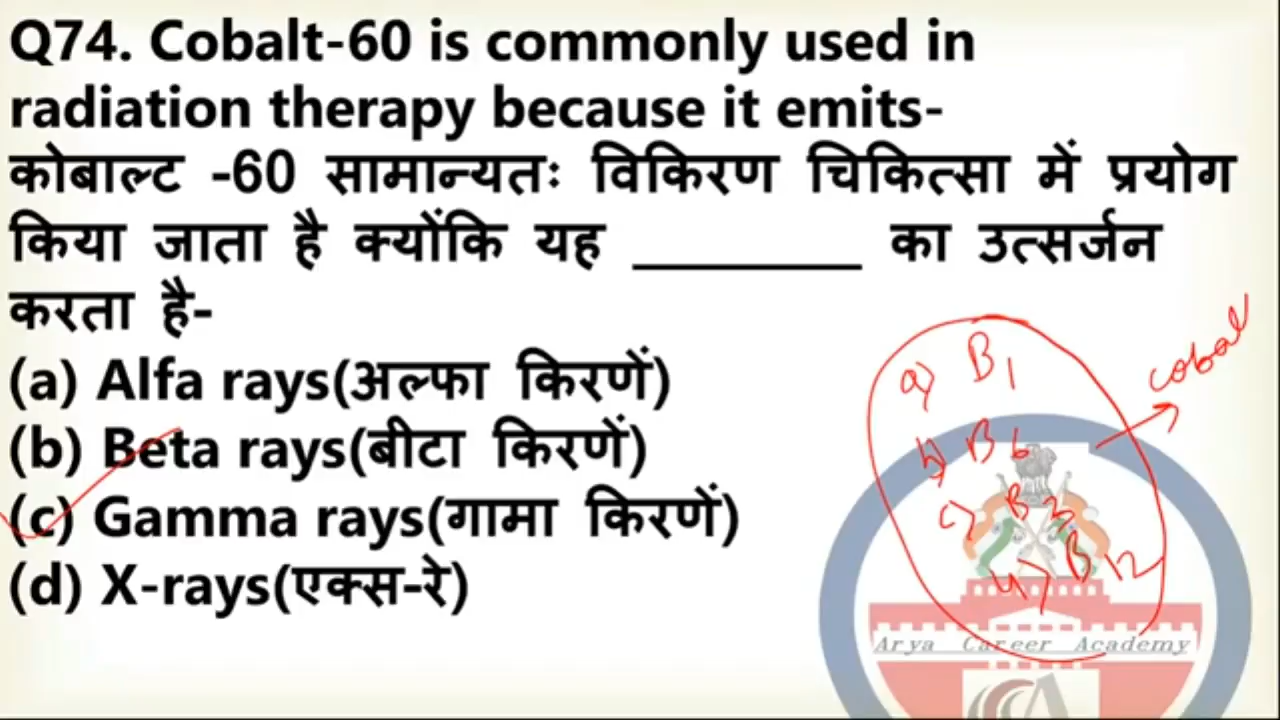 Q74. Cobalt-60 is commonly used in
radiation therapy because it emits-
कोबाल्ट -60 सामान्यतः विकिरण चिकित्सा में प्रयोग
किया जाता है क्योंकि यह __________ का उत्सर्जन
करता है-
(a) Alfa rays(अल्फा किरणें)
(b) Beta rays(बीटा किरणें)
(c) Gamma rays(गामा किरणें)
(d) X-rays(एक्स-रे)
a) B1
b) B6
c) B3
d) B12
cobal
Arya Career Academy